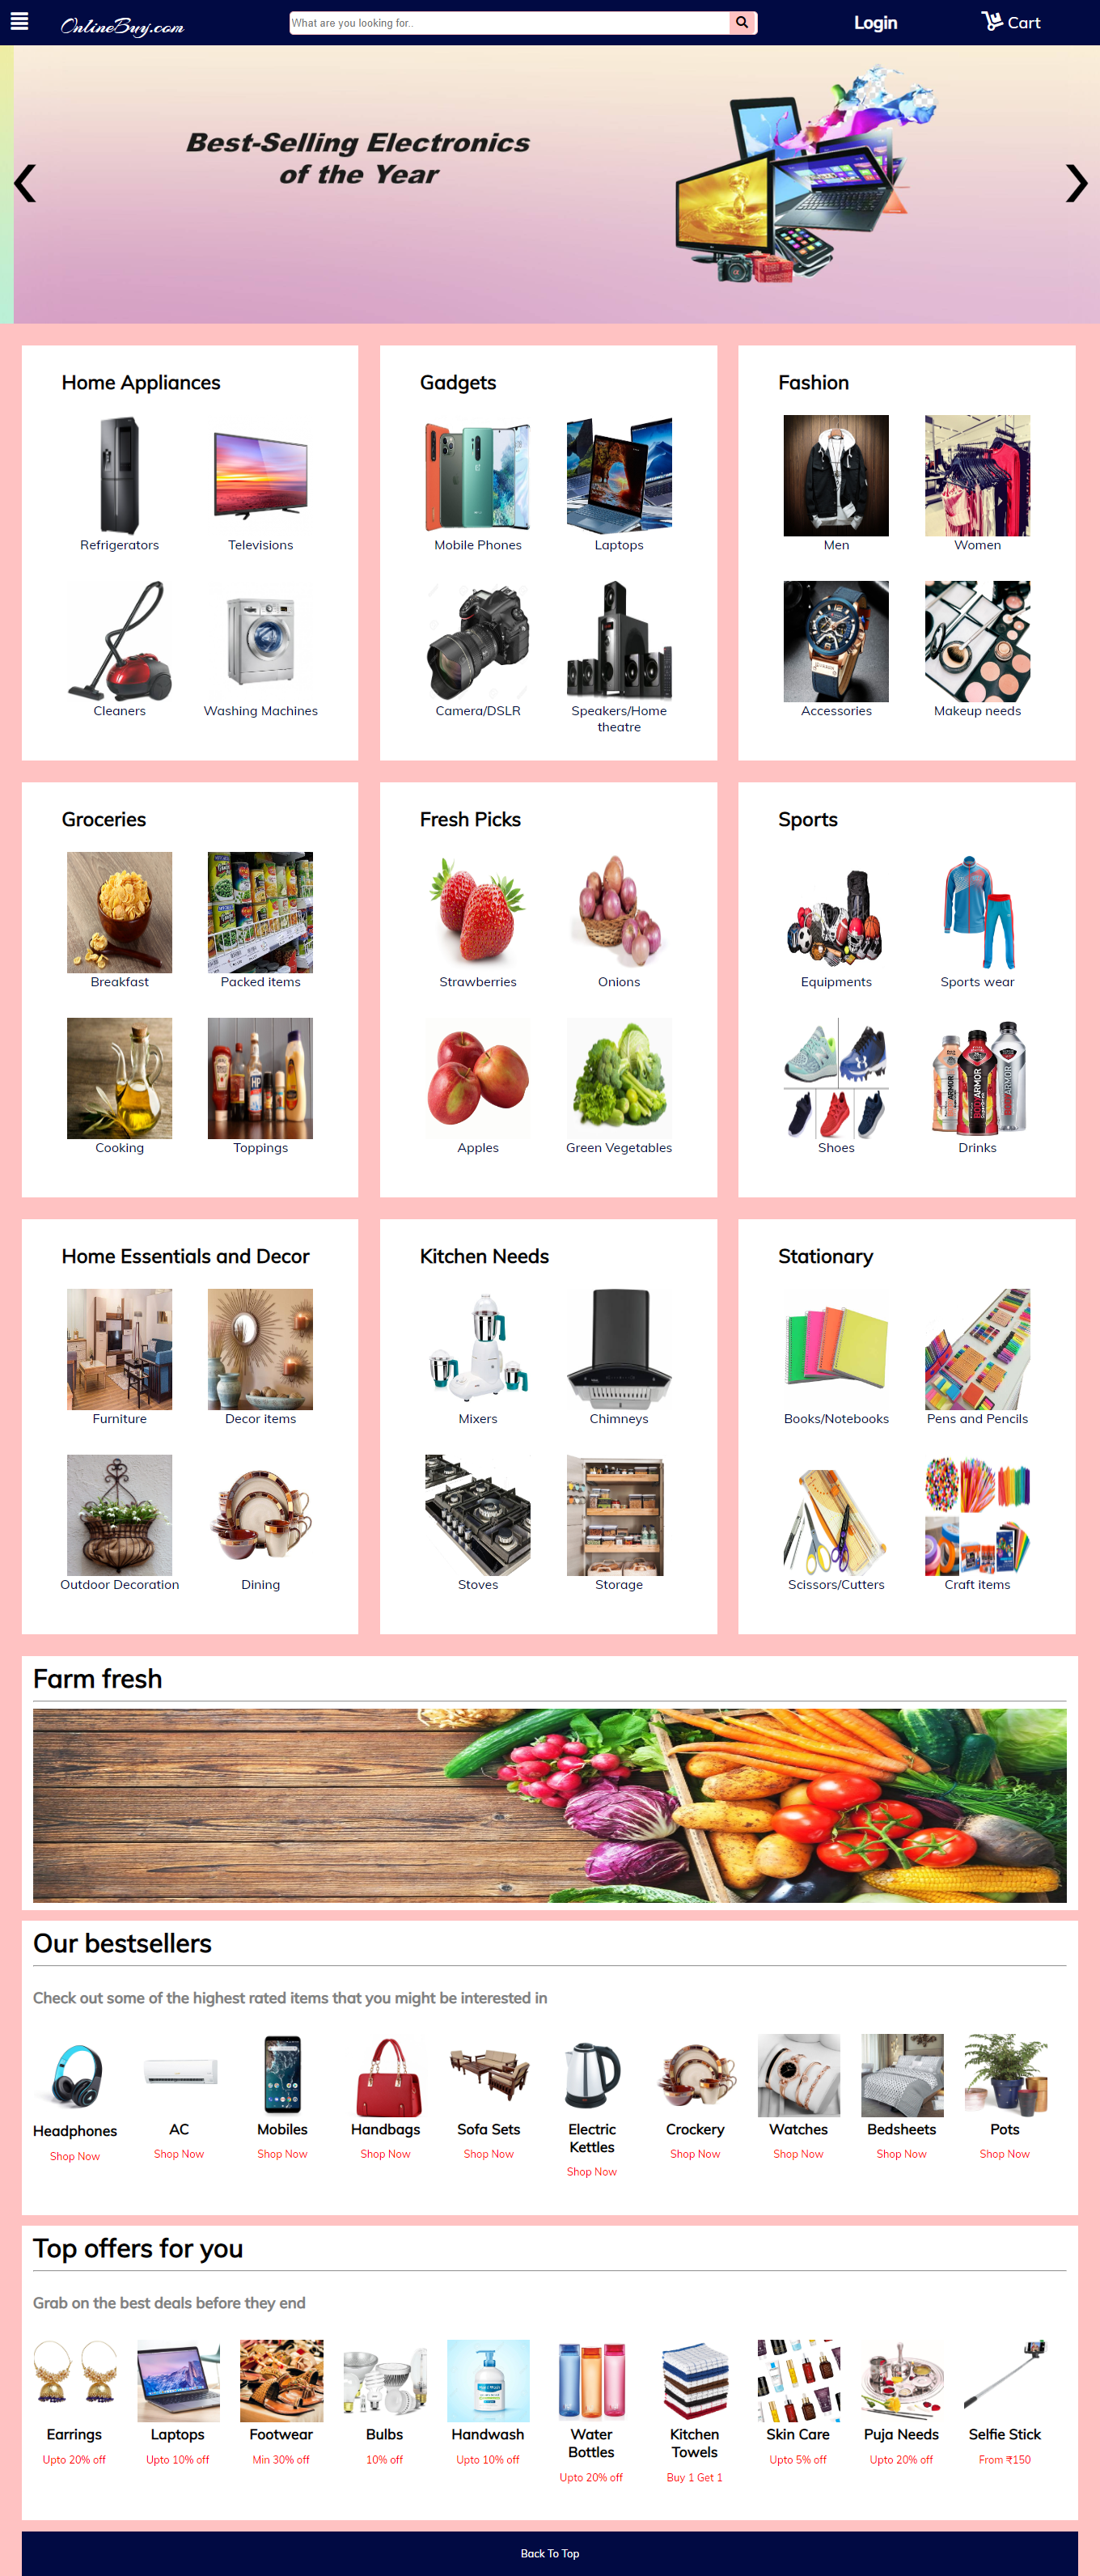 OnlineBuy.com
What are you looking for..
Login
Cart
Best-Selling Electronics
of the Year
Home Appliances
Gadgets
Fashion
Refrigerators
Televisions
Mobile Phones
Laptops
Men
Women
Cleaners
Washing Machines
Camera/DSLR
Speakers/Home
theatre
Accessories
Makeup needs
Groceries
Fresh Picks
Sports
Breakfast
Packed items
Strawberries
Onions
Equipments
Sports wear
Cooking
Toppings
Apples
Green Vegetables
Shoes
Drinks
Home Essentials and Decor
Kitchen Needs
Stationary
Furniture
Decor items
Mixers
Chimneys
Books/Notebooks
Pens and Pencils
Outdoor Decoration
Dining
Stoves
Storage
Scissors/Cutters
Craft items
Farm fresh
Our bestsellers
Check out some of the highest rated items that you might be interested in
Headphones
AC
Mobiles
Handbags
Sofa Sets
Electric
Kettles
Crockery
Watches
Bedsheets
Pots
Shop Now
Shop Now
Shop Now
Shop Now
Shop Now
Shop Now
Shop Now
Shop Now
Shop Now
Shop Now
Top offers for you
Grab on the best deals before they end
Earrings
Laptops
Footwear
Bulbs
Handwash
Water
Bottles
Kitchen
Towels
Skin Care
Puja Needs
Selfie Stick
Upto 20% off
Upto 10% off
Min 30% off
10% off
Upto 10% off
Upto 20% off
Buy 1 Get 1
Upto 5% off
Upto 20% off
From ₹150
Back To Top